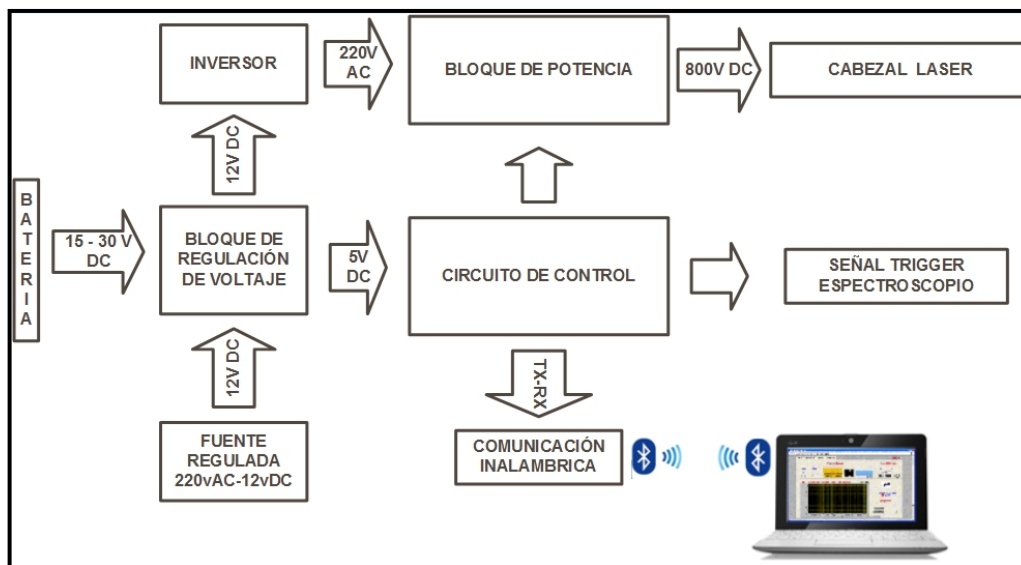 INVERSOR
220V
AC
BLOQUE DE POTENCIA
800V DC
CABEZAL LASER
12V DC
BATERIA
15 - 30 V
DC
BLOQUE DE
REGULACIÓN
DE VOLTAJE
5V
DC
CIRCUITO DE CONTROL
SEÑAL TRIGGER
ESPECTROSCOPIO
12V DC
TX-RX
FUENTE
REGULADA
220vAC-12vDC
COMUNICACIÓN
INALAMBRICA